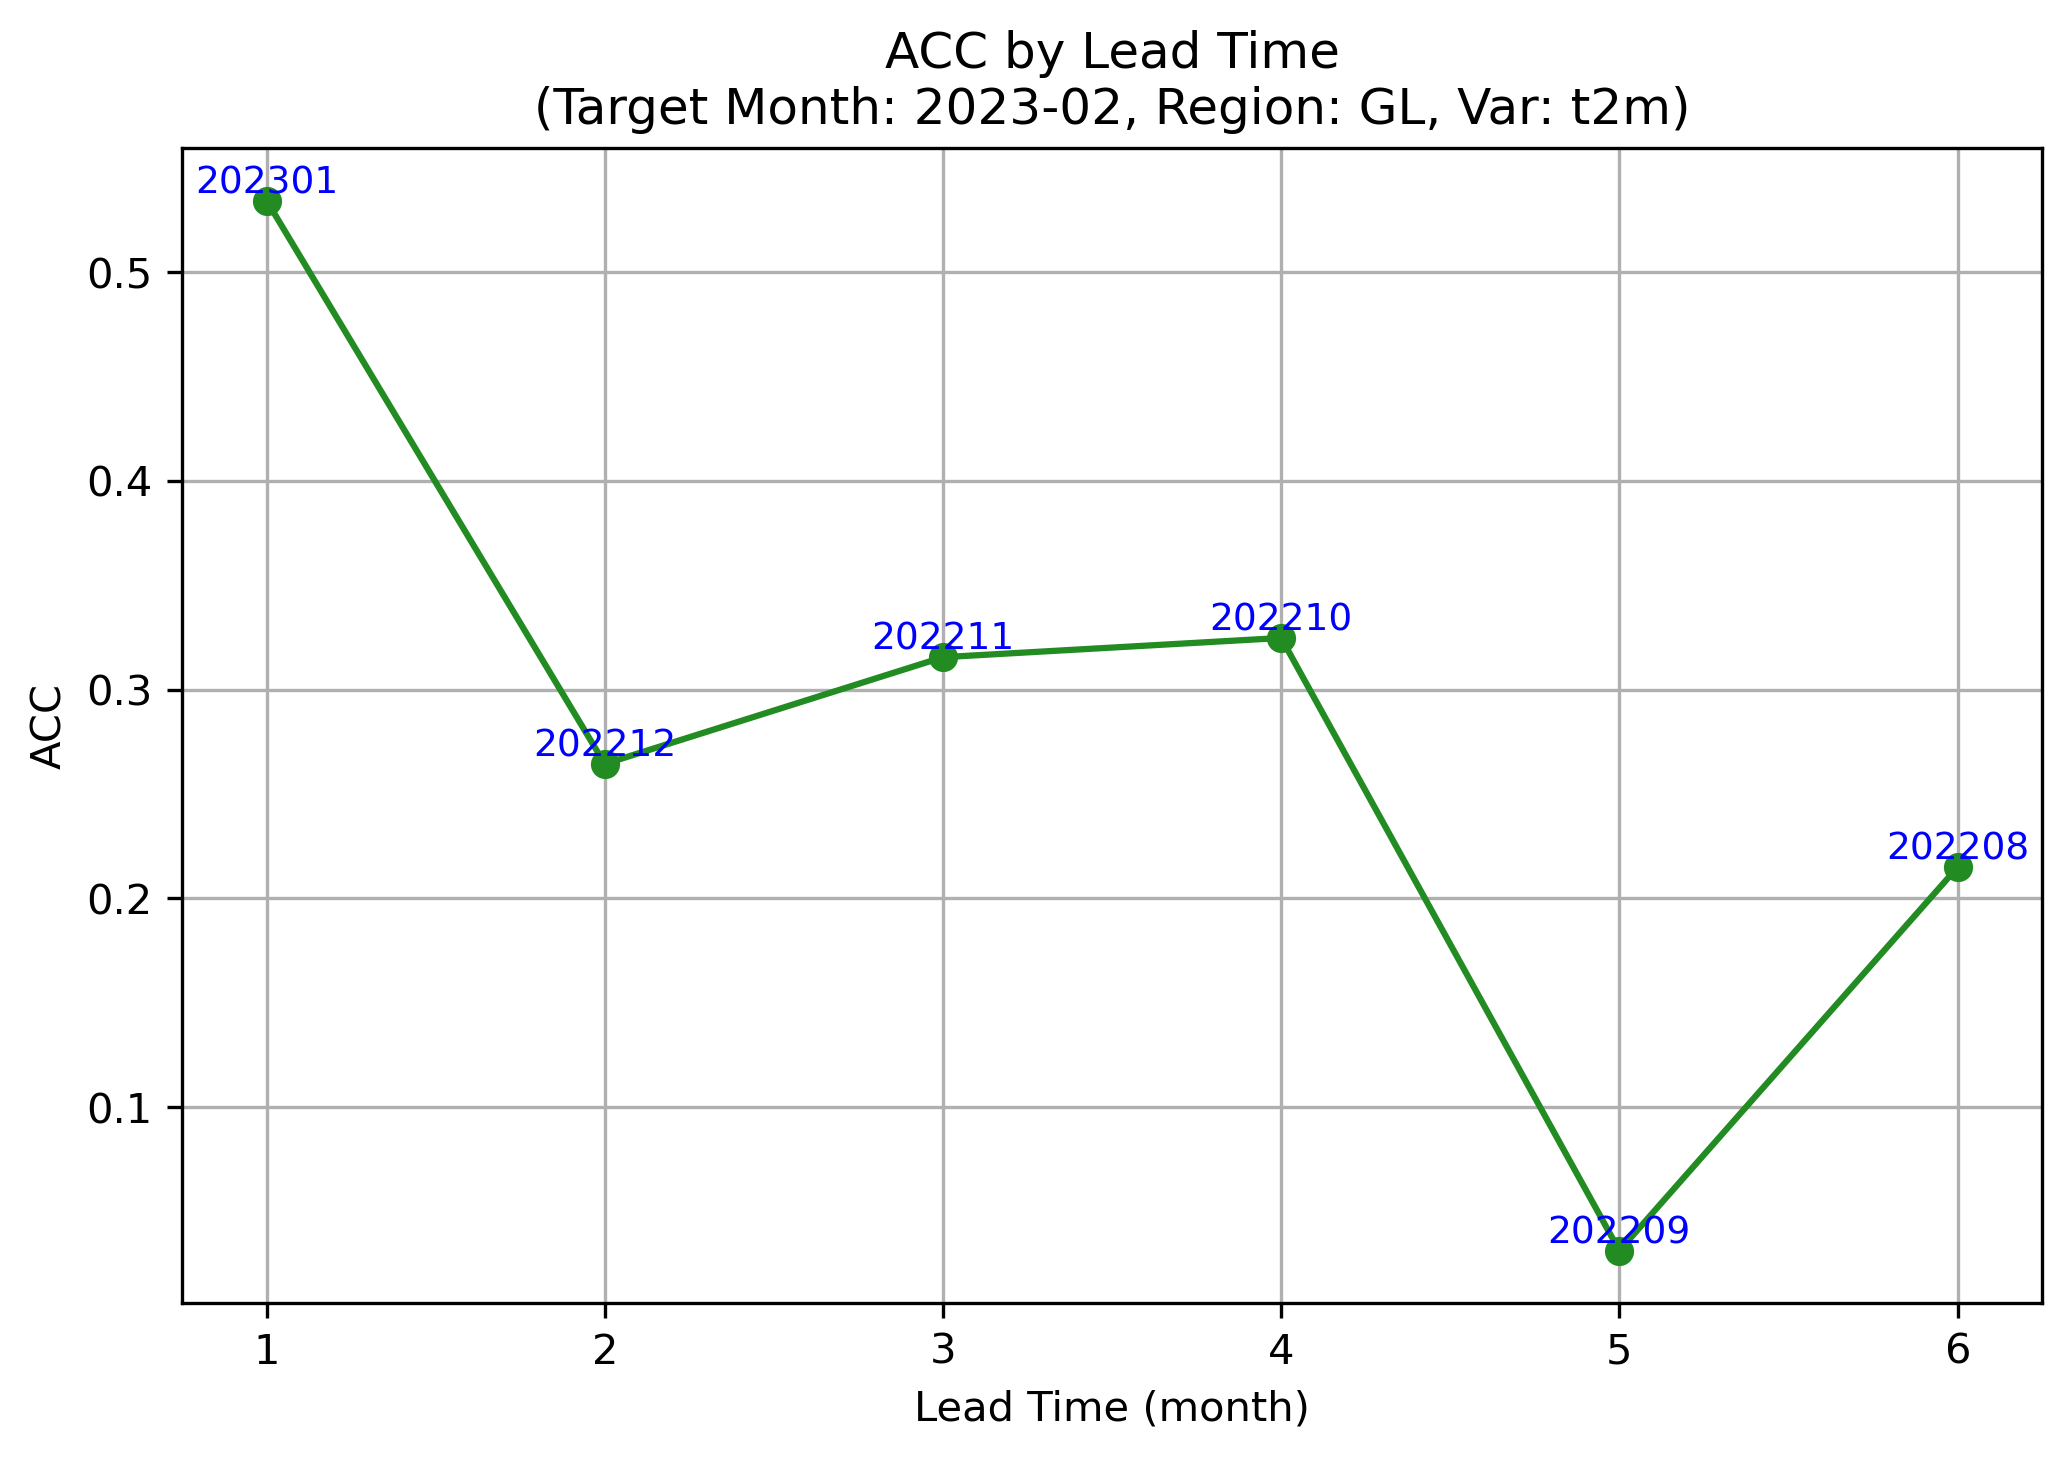 ACC by Lead Time
(Target Month: 2023-02, Region: GL, Var: t2m)
202301
0.5
0.4
202210
202211
0.3
202212
ACC
202208
0.2
0.1
202209
1 2 3 4 5 6
Lead Time (month)